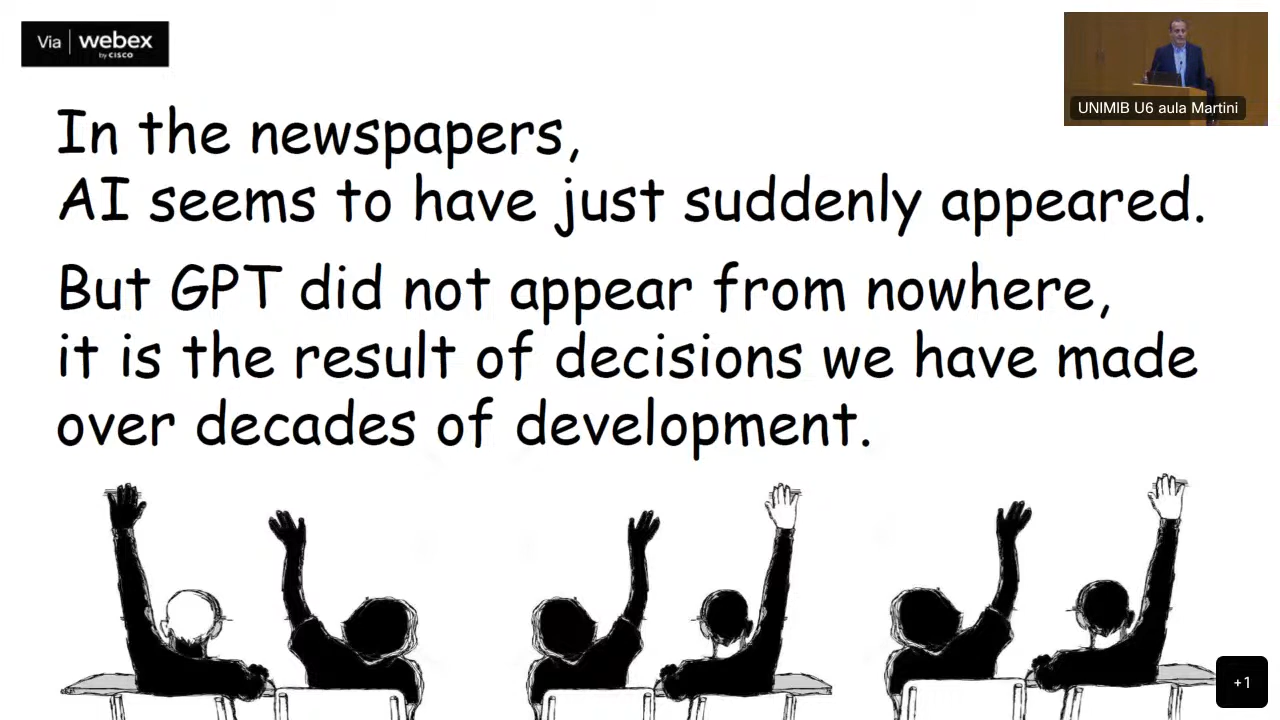 Via webex
by CISCO
UNIMIB U6 aula Martini
In the newspapers,
AI seems to have just suddenly appeared.
But GPT did not appear from nowhere,
it is the result of decisions we have made
over decades of development.
+1